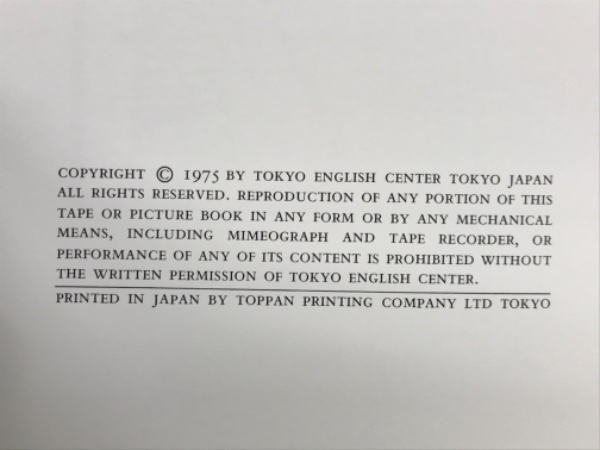 COPYRIGHT © 1975 BY TOKYO ENGLISH CENTER TOKYO JAPAN
ALL RIGHTS RESERVED. REPRODUCTION OF ANY PORTION OF THIS
TAPE OR PICTURE BOOK IN ANY FORM OR BY ANY MECHANICAL
MEANS, INCLUDING MIMEOGRAPH AND TAPE RECORDER, OR
PERFORMANCE OF ANY OF ITS CONTENT IS PROHIBITED WITHOUT
THE WRITTEN PERMISSION OF TOKYO ENGLISH CENTER.
PRINTED IN JAPAN BY TOPPAN PRINTING COMPANY LTD TOKYO